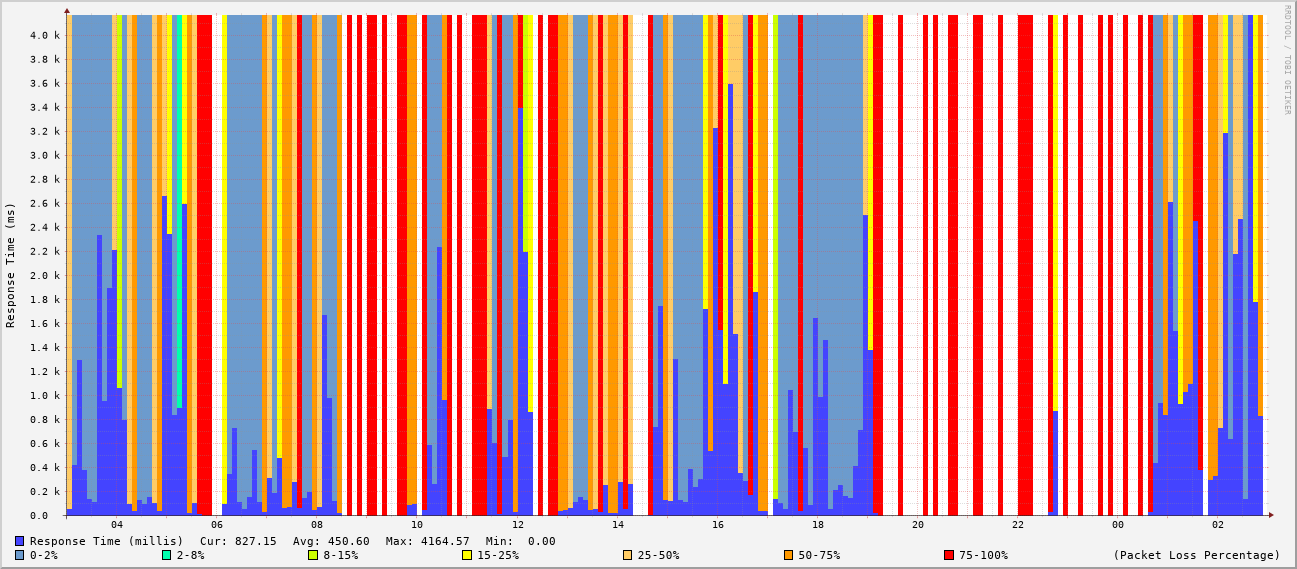 RRDTOOL / TOBI OETIKER
Response Time (ms)
4.0 k
3.8 k
3.6 k
3.4 k
3.2 k
3.0 k
2.8 k
2.6 k
2.4 k
2.2 k
2.0 k
1.8 k
1.6 k
1.4 k
1.2 k
1.0 k
0.8 k
0.6 k
0.4 k
0.2 k
0.0
04 06 08 10 12 14 16 18 20 22 00 02
Response Time (millis) Cur: 827.15 Avg: 450.60 Max: 4164.57 Min: 0.00
0-2% 2-8% 8-15% 15-25% 25-50% 50-75% 75-100% (Packet Loss Percentage)